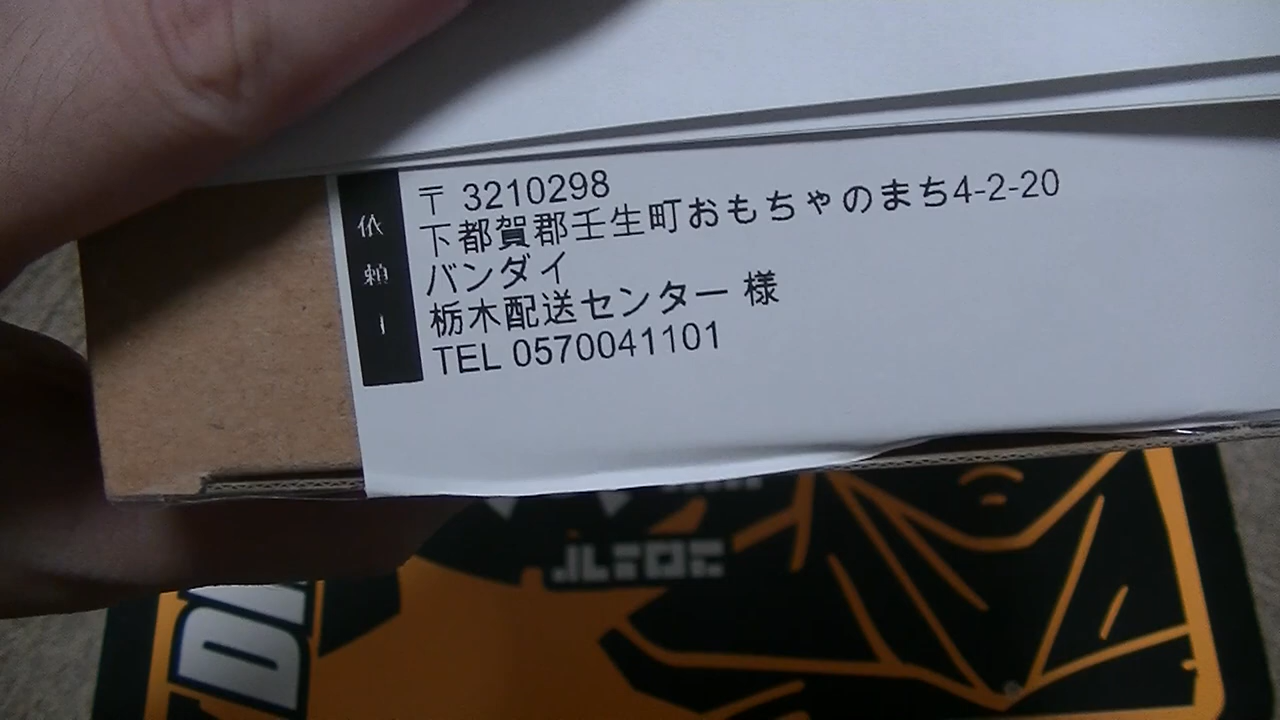 〒 3210298
下都賀郡壬生町おもちゃのまち4-2-20
バンダイ
栃木配送センター 様
TEL 0570041101
依頼